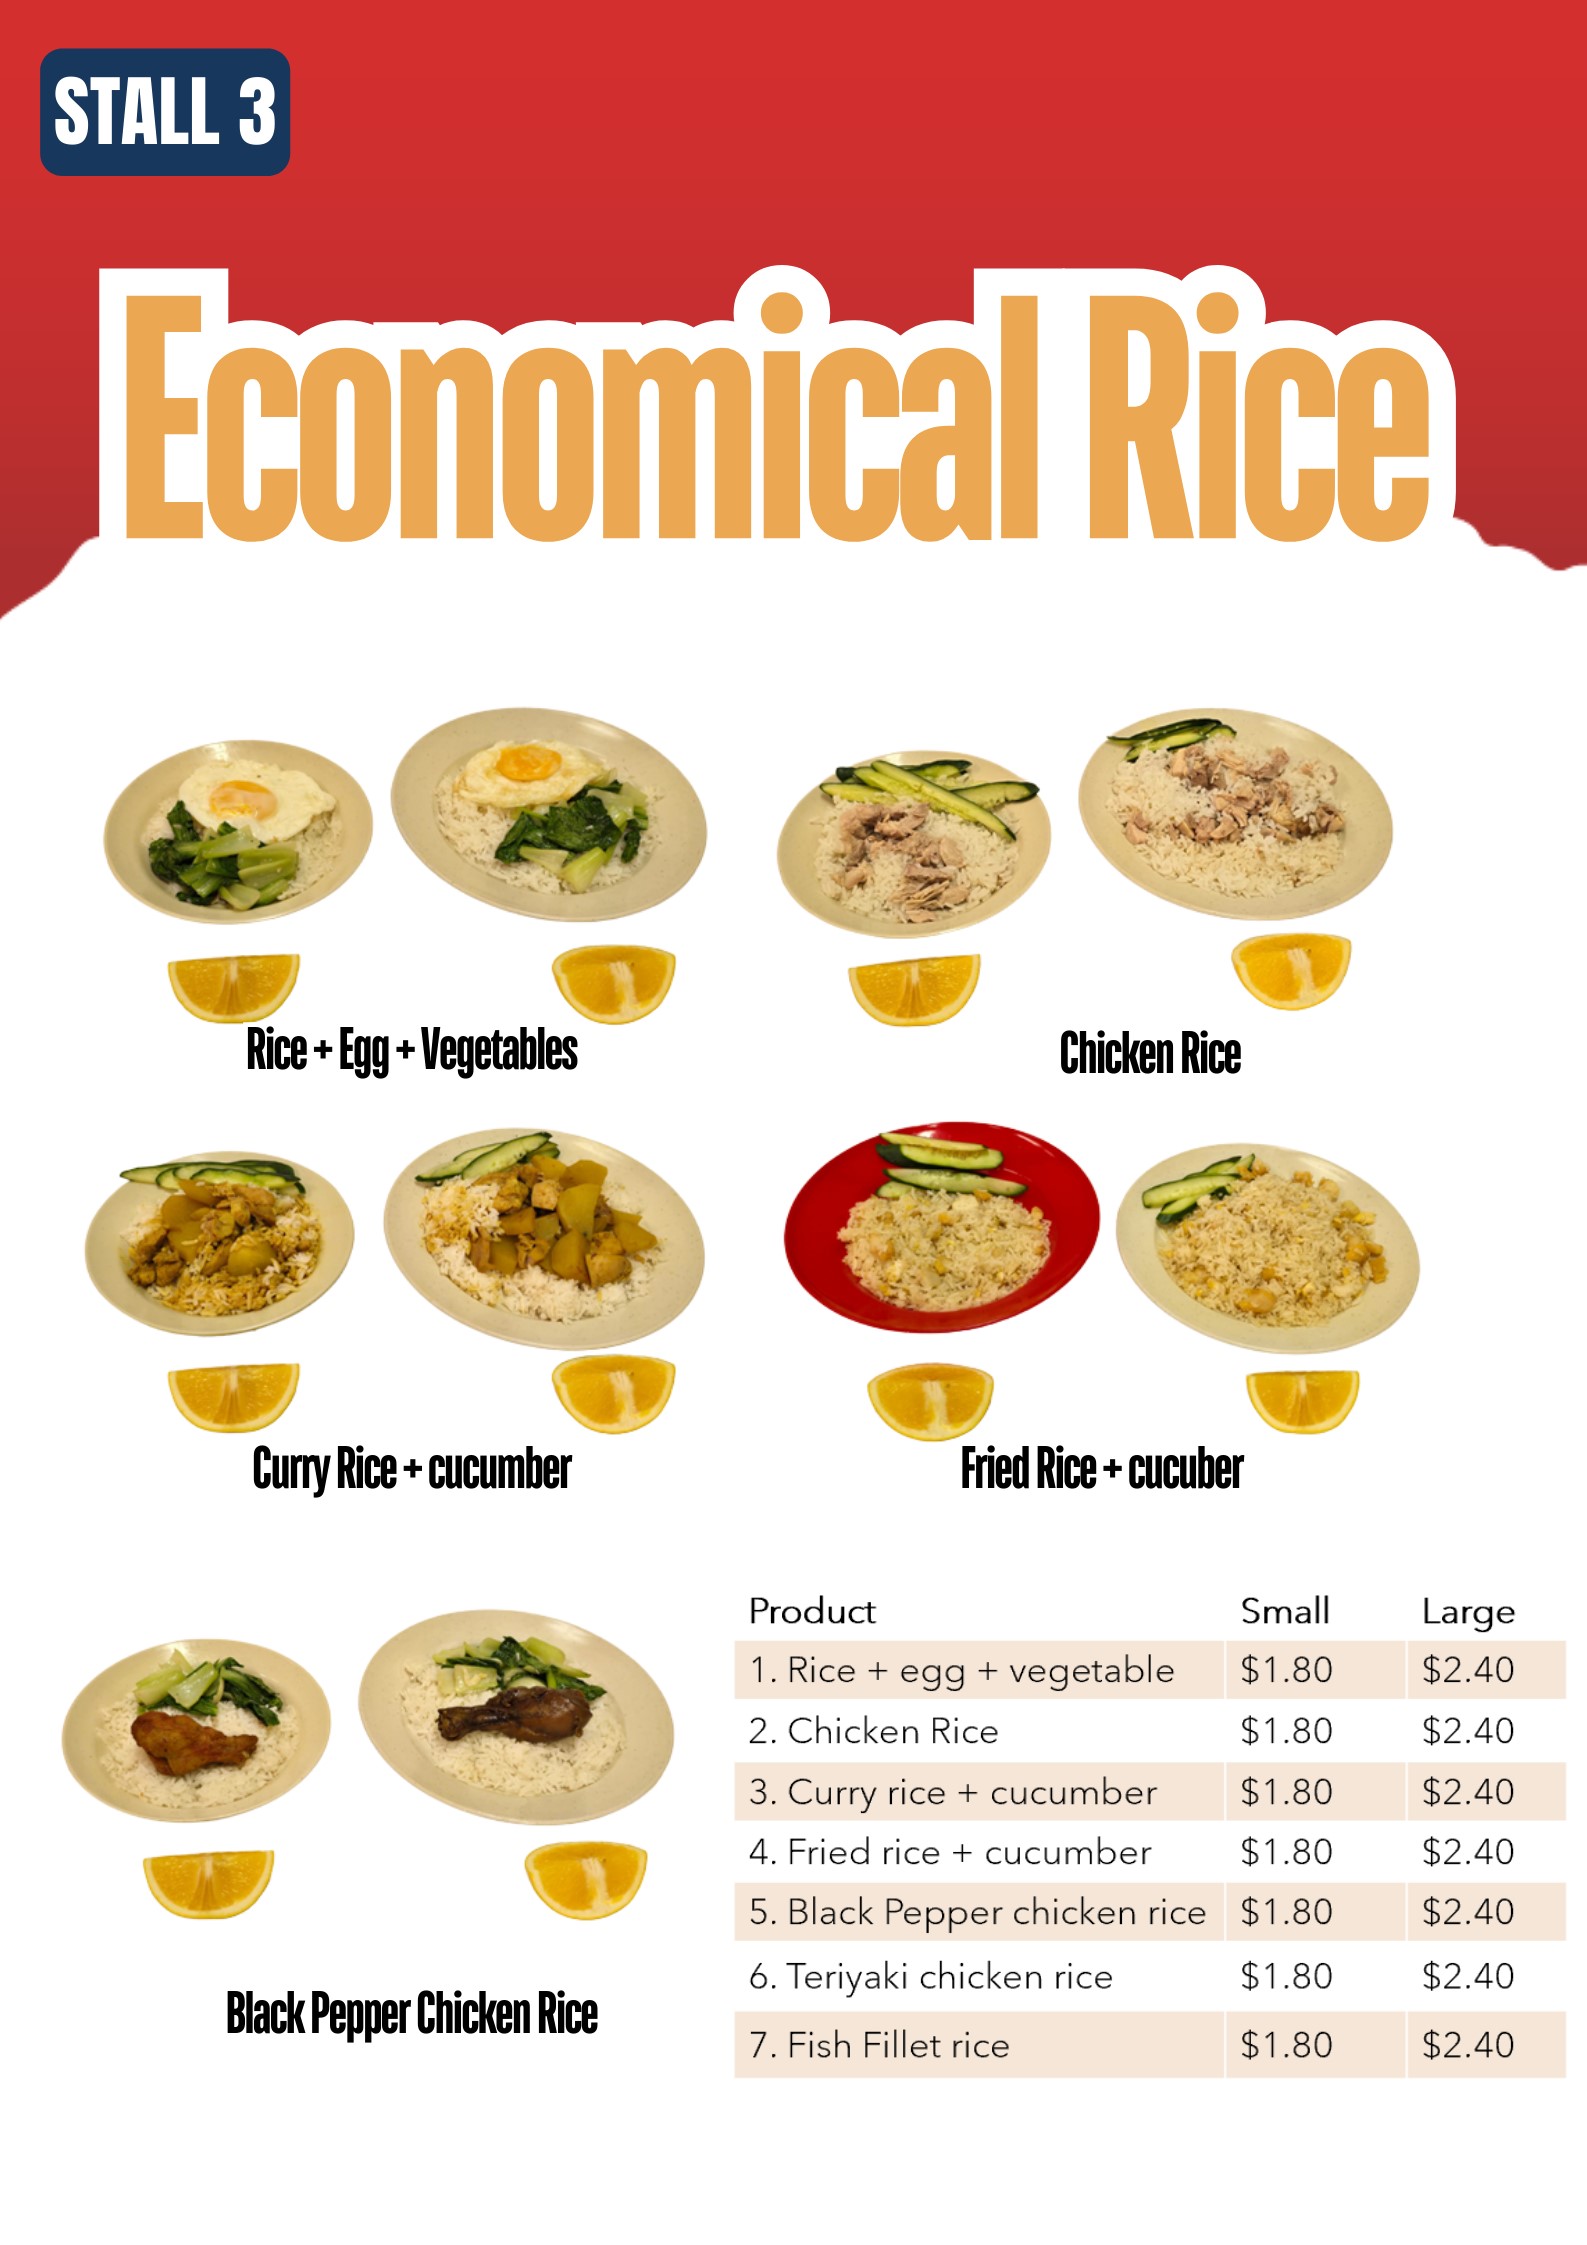 STALL 3
Economical Rice
Rice + Egg + Vegetables
Chicken Rice
Curry Rice + cucumber
Fried Rice + cucuber
Black Pepper Chicken Rice
Product Small Large
1. Rice + egg + vegetable $1.80 $2.40
2. Chicken Rice $1.80 $2.40
3. Curry rice + cucumber $1.80 $2.40
4. Fried rice + cucumber $1.80 $2.40
5. Black Pepper chicken rice $1.80 $2.40
6. Teriyaki chicken rice $1.80 $2.40
7. Fish Fillet rice $1.80 $2.40